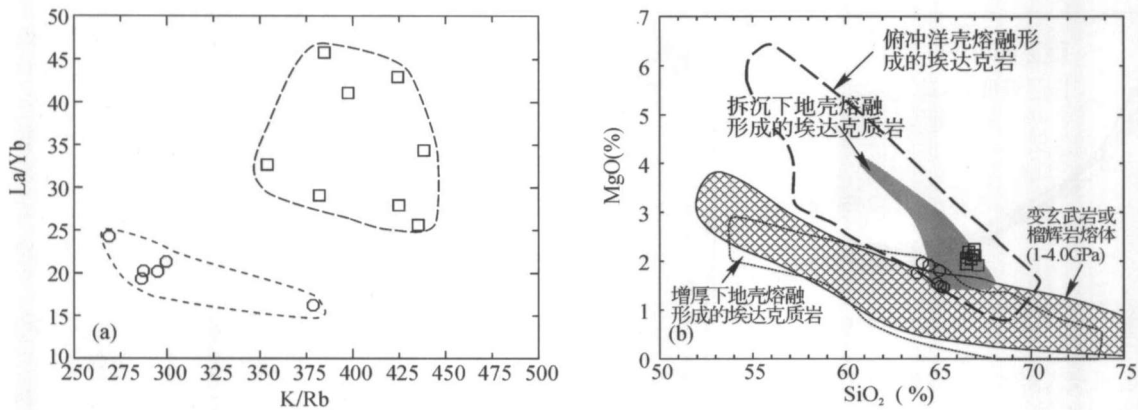 50
45
40
35
30
25
20
15
10
La/Yb
(a)
250 275 300 325 350 375 400 425 450 475 500
K/Rb
.7
6
5
4
3
2
1
0
MgO(%)
俯冲洋壳熔融形
成的埃达克岩
拆沉下地壳熔融
形成的埃达克质岩
变玄武岩或
榴辉岩熔体
(1-4.0GPa)
增厚下地壳熔融
形成的埃达克质岩
(b)
50 55 60 65 70 75
SiO₂ ( %)